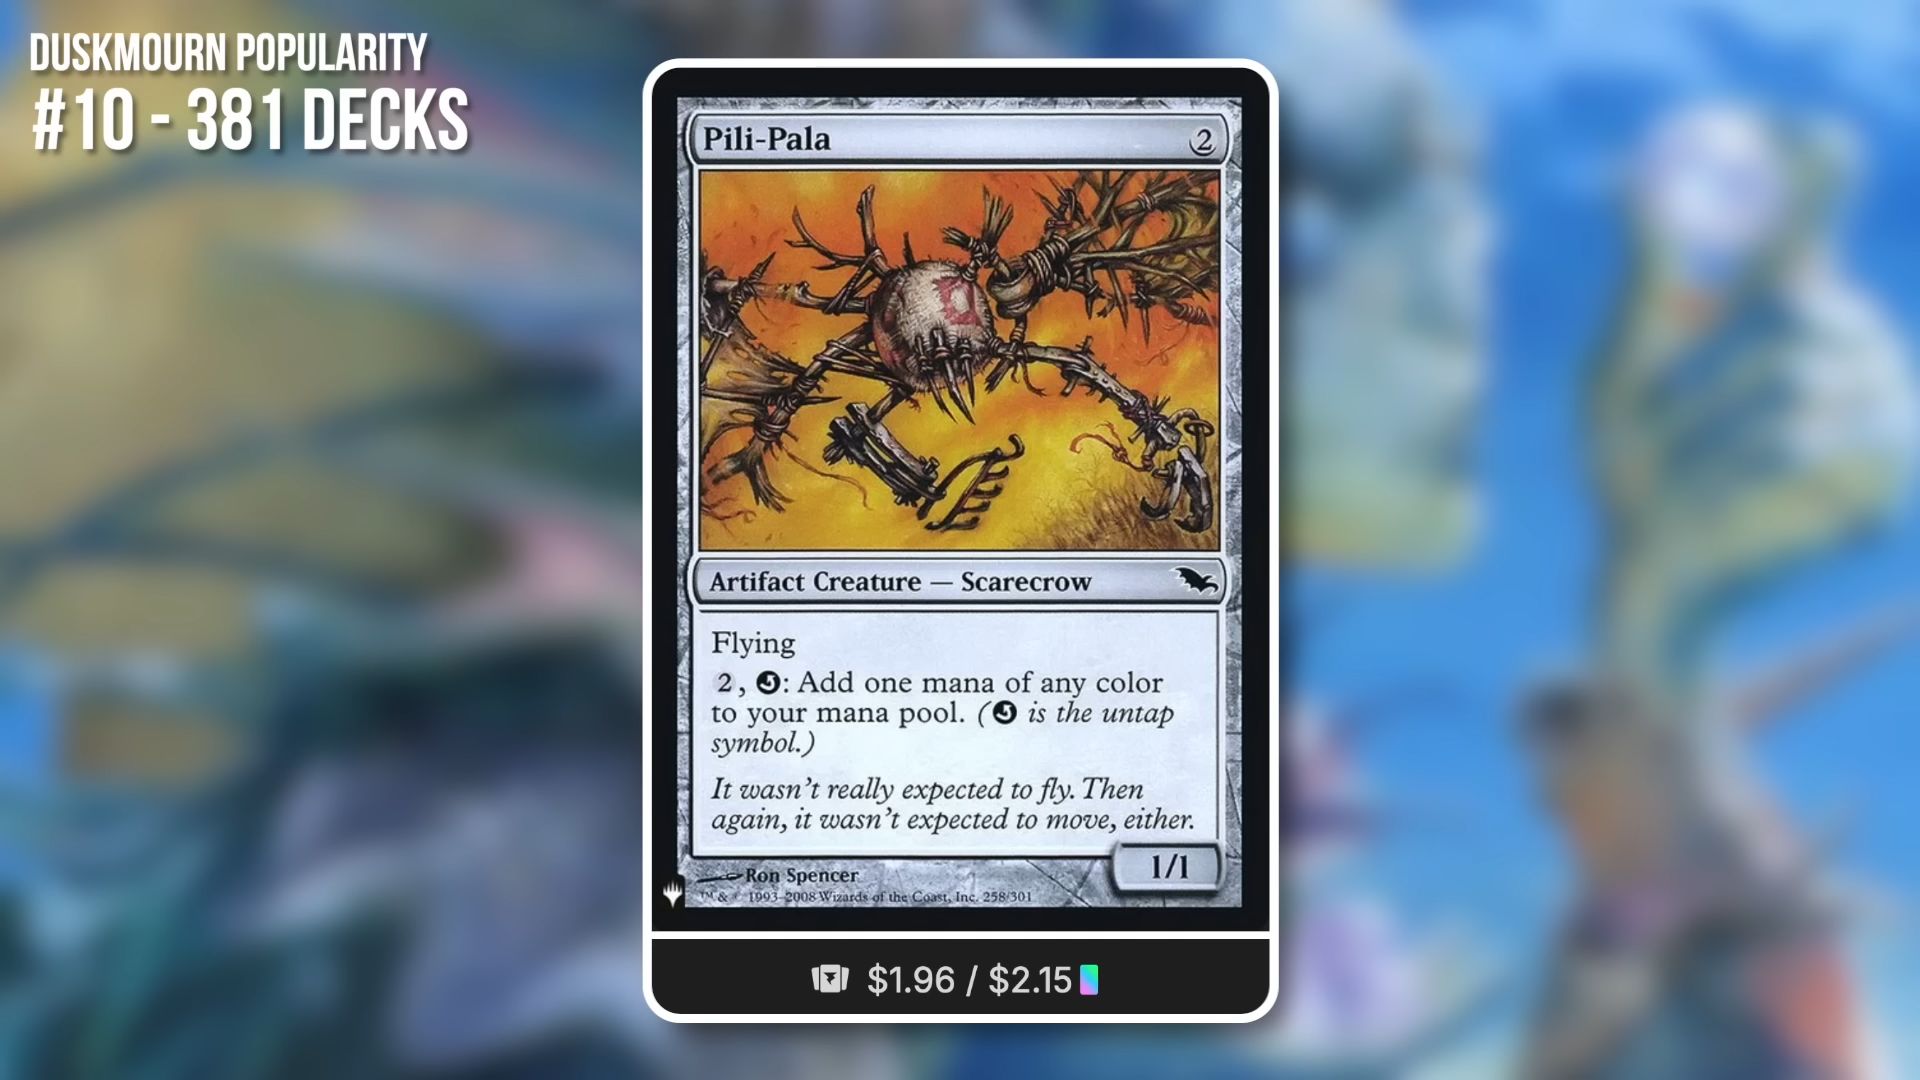 DUSKMOURN POPULARITY
#10 - 381 DECKS
Pili-Pala 2
Artifact Creature — Scarecrow
Flying
2, : Add one mana of any color
to your mana pool. ( is the untap
symbol.)
It wasn't really expected to fly. Then
again, it wasn't expected to move, either.
1/1
Ron Spencer
™ & © 1993-2008 Wizards of the Coast, Inc. 258/301
$1.96 / $2.15